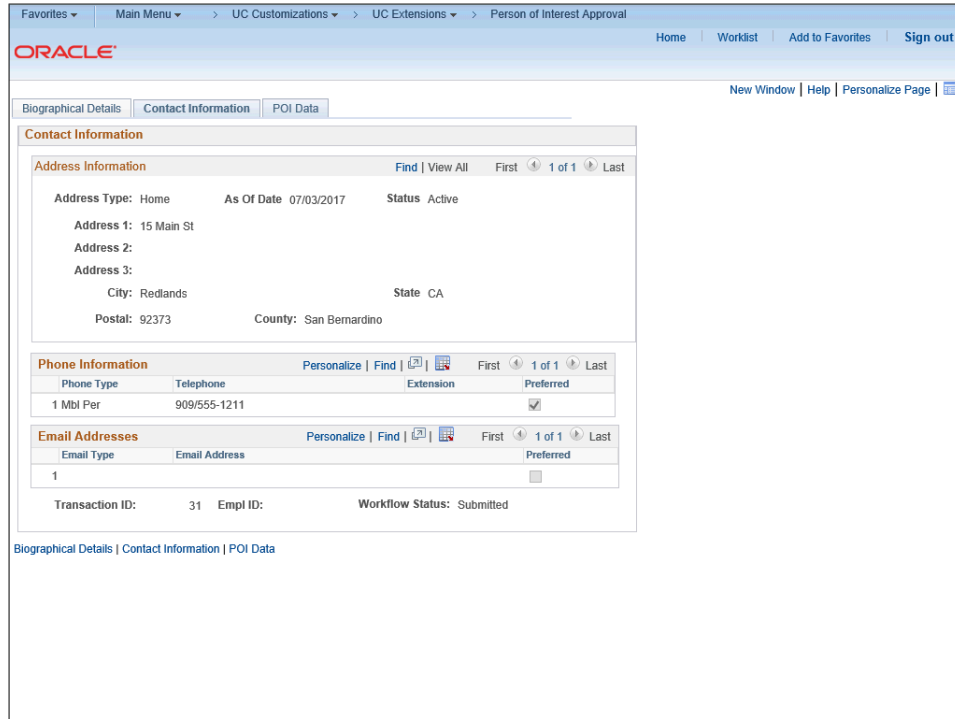 Favorites Main Menu > UC Customizations > UC Extensions > Person of Interest Approval
Home Worklist Add to Favorites Sign out
ORACLE
New Window | Help | Personalize Page |
Biographical Details Contact Information POI Data
Contact Information
Address Information Find | View All First 1 of 1 Last
Address Type: Home As Of Date 07/03/2017 Status Active
Address 1: 15 Main St
Address 2:
Address 3:
City: Redlands State CA
Postal: 92373 County: San Bernardino
Phone Information Personalize | Find | | First 1 of 1 Last
Phone Type Telephone Extension Preferred
1 Mbl Per 909/555-1211
Email Addresses Personalize | Find | | First 1 of 1 Last
Email Type Email Address Preferred
1
Transaction ID: 31 Empl ID: Workflow Status: Submitted
Biographical Details | Contact Information | POI Data